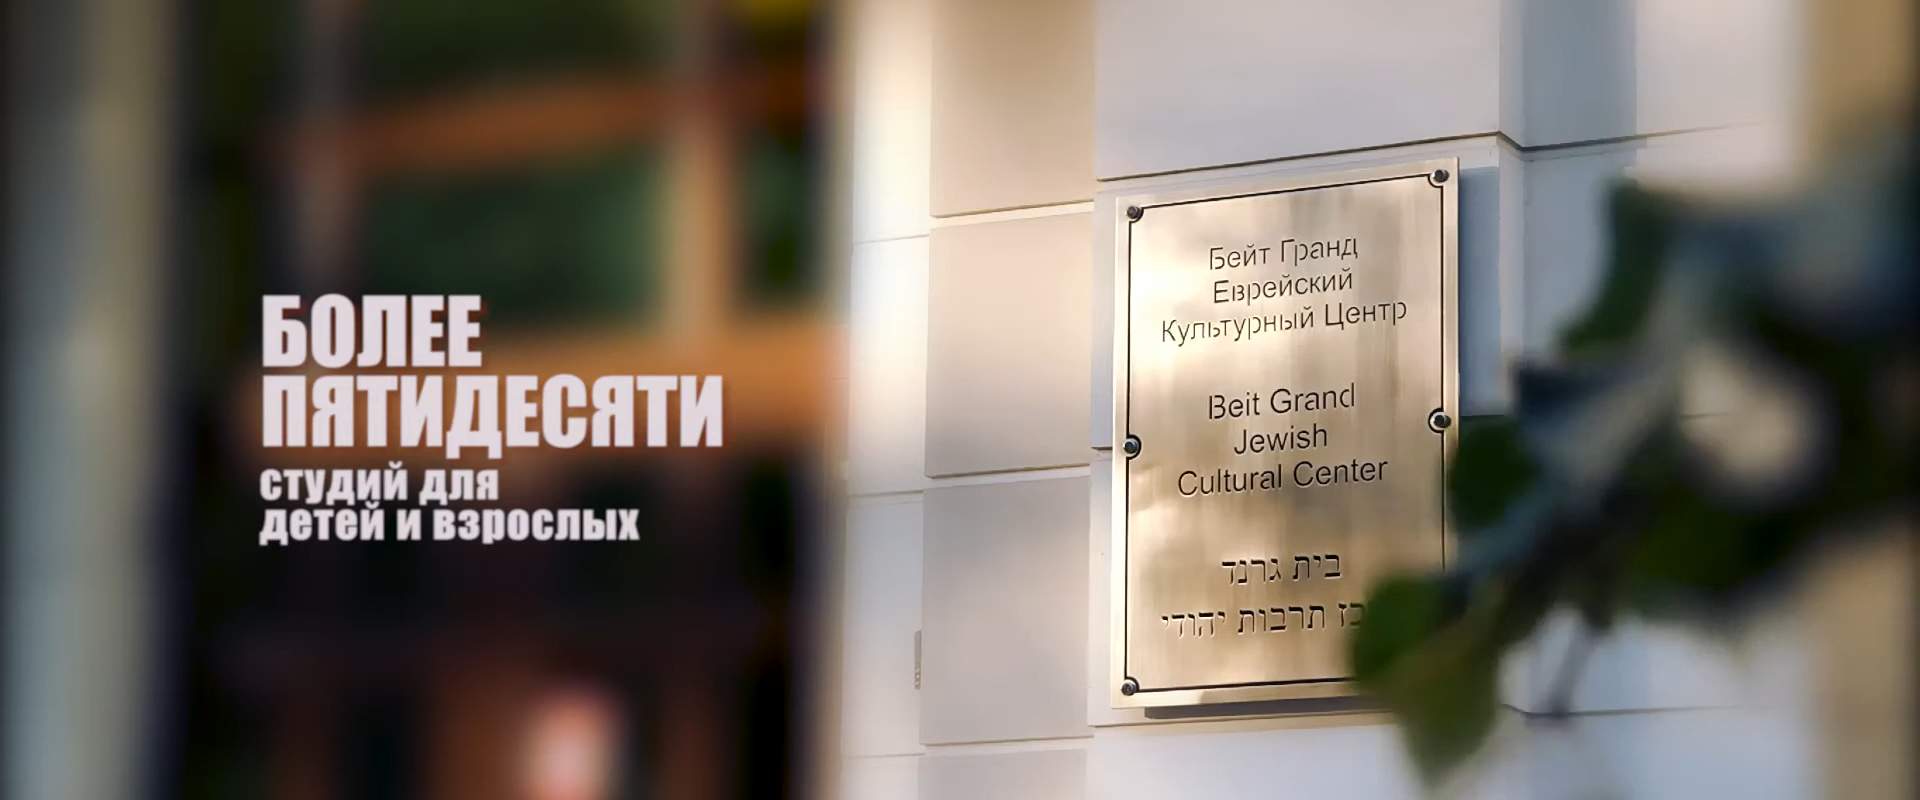 БОЛЕЕ
ПЯТИДЕСЯТИ
студий для
детей и взрослых
Бейт Гранд
Еврейский
Культурный Центр
Beit Grand
Jewish
Cultural Center
בית גרנד
תרבות יהודי